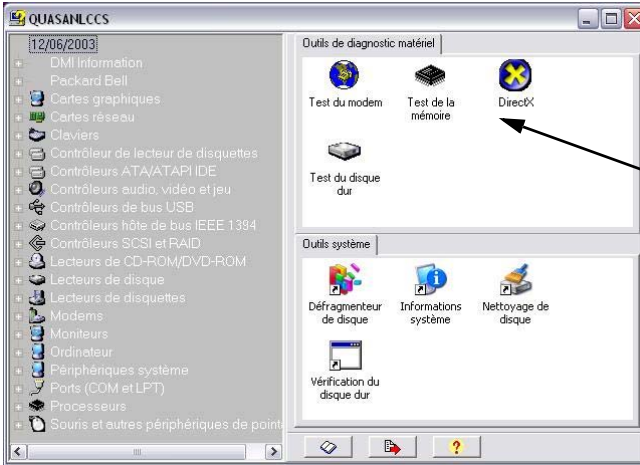 QUASANLCCS
12/06/2003
DMI Information
Packard Bell
Cartes graphiques
Cartes réseau
Claviers
Contrôleur de lecteur de disquettes
Contrôleurs ATA/ATAPI IDE
Contrôleurs audio, vidéo et jeu
Contrôleurs de bus USB
Contrôleurs hôte de bus IEEE 1394
Contrôleurs SCSI et RAID
Lecteurs de CD-ROM/DVD-ROM
Lecteurs de disque
Lecteurs de disquettes
Modems
Moniteurs
Ordinateur
Périphériques système
Ports (COM et LPT)
Processeurs
Souris et autres périphériques de point
Outils de diagnostic matériel
Test du modem
Test de la
mémoire
DirectX
Test du disque
dur
Outils système
Défragmenteur
de disque
Informations
système
Nettoyage de
disque
Vérification du
disque dur